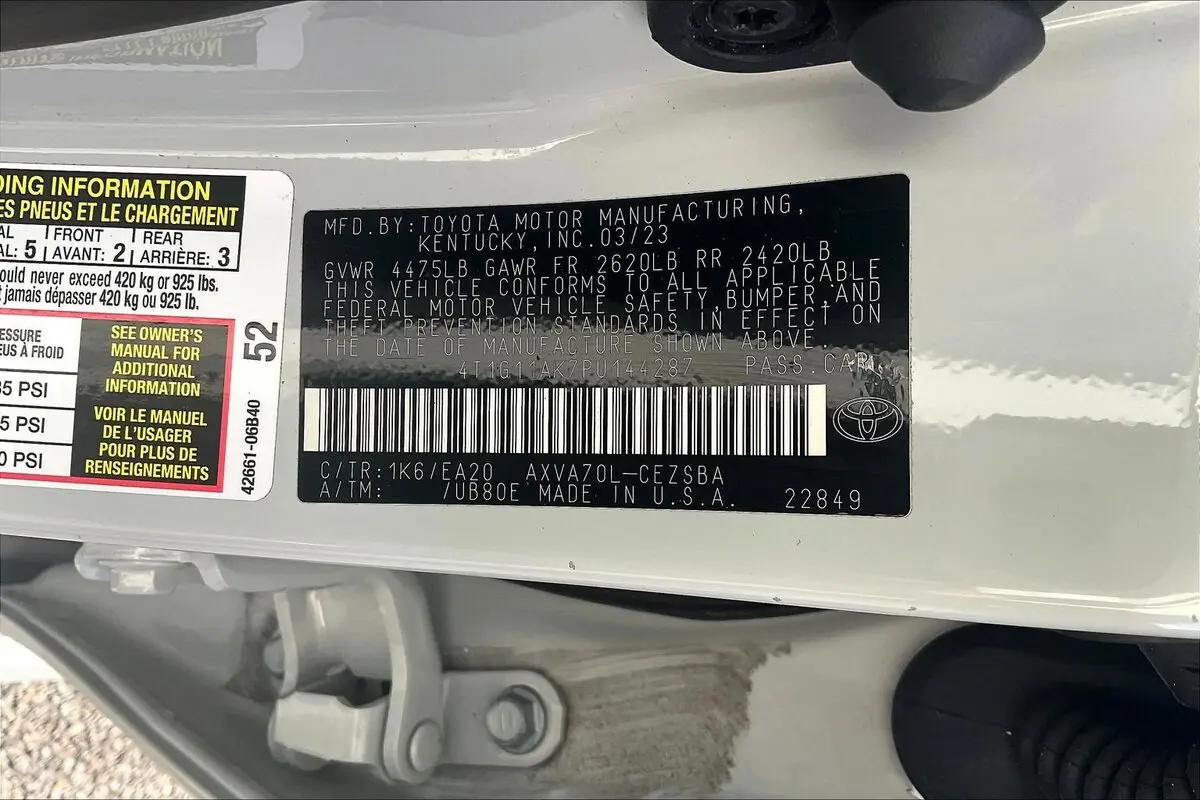 DING INFORMATION
ES PNEUS ET LE CHARGEMENT
AL FRONT REAR
AL: 5 AVANT: 2 ARRIÈRE: 3
ould never exceed 420 kg or 925 lbs.
t jamais dépasser 420 kg ou 925 lb.
ESSURE
EUS À FROID
35 PSI
5 PSI
0 PSI
SEE OWNER'S
MANUAL FOR
ADDITIONAL
INFORMATION
VOIR LE MANUEL
DE L'USAGER
POUR PLUS DE
RENSEIGNEMENTS
52
42661-06B40
MFD.BY:TOYOTA MOTOR MANUFACTURING,
KENTUCKY,INC.03/23
GVWR 4475LB GAWR FR 2620LB RR 2420LB
THIS VEHICLE CONFORMS TO ALL APPLICABLE
FEDERAL MOTOR VEHICLE SAFETY,BUMPER,AND
THEFT PREVENTION STANDARDS IN EFFECT ON
THE DATE OF MANUFACTURE SHOWN ABOVE.
4T1G11AK7PU144287 PASS.CAR
C/TR:1K6/EA20 AXVA70L-CEZSBA
A/TM: /UB80E MADE IN U.S.A. 22849